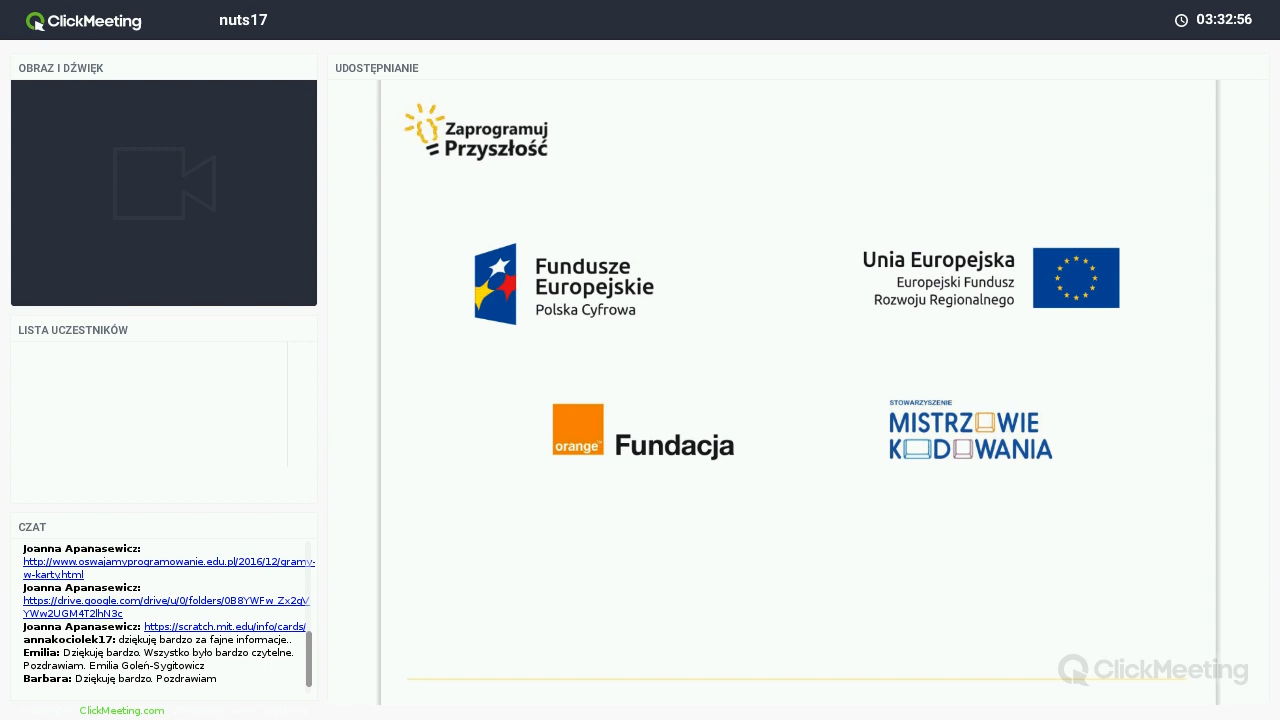 ClickMeeting
nuts17
03:32:56
OBRAZ I DŹWIĘK
UDOSTĘPNIANIE
Zaprogramuj
Przyszłość
Fundusze
Europejskie
Polska Cyfrowa
Unia Europejska
Europejski Fundusz
Rozwoju Regionalnego
orange™
Fundacja
STOWARZYSZENIE
MISTRZOWIE
KODOWANIA
LISTA UCZESTNIKÓW
CZAT
Joanna Apanasewicz:
http://www.oswajamyprogramowanie.edu.pl/2016/12/gramy-
w-karty.html
Joanna Apanasewicz:
YWw2UGM4T2lhN3c
Joanna Apanasewicz: https://scratch.mit.edu/info/cards/
annakociolek17: dziękuję bardzo za fajne informacje..
Emilia: Dziękuję bardzo. Wszystko było bardzo czytelne.
Pozdrawiam. Emilia Goleń-Sygitowicz
Barbara: Dziękuję bardzo. Pozdrawiam
ClickMeeting
ClickMeeting.com